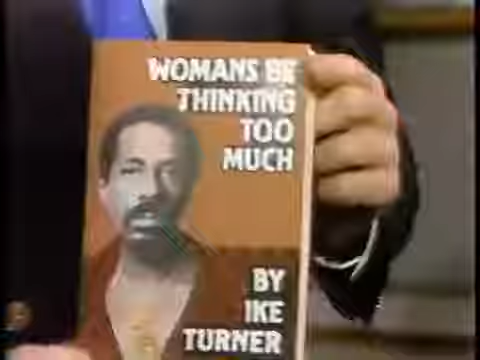 WOMANS BE
THINKING
TOO
MUCH
BY
IKE
TURNER